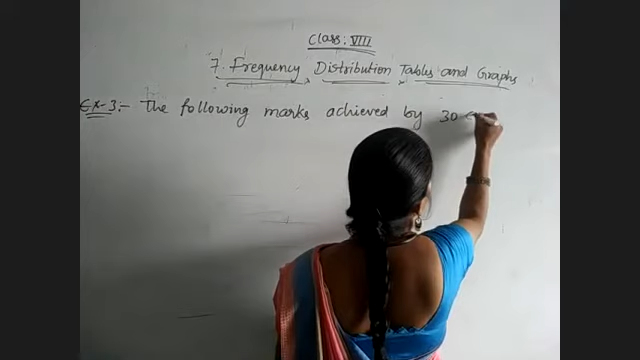 Class: VIII
7. Frequency Distribution Tables and Graphs
Ex-3:- The following marks achieved by 30